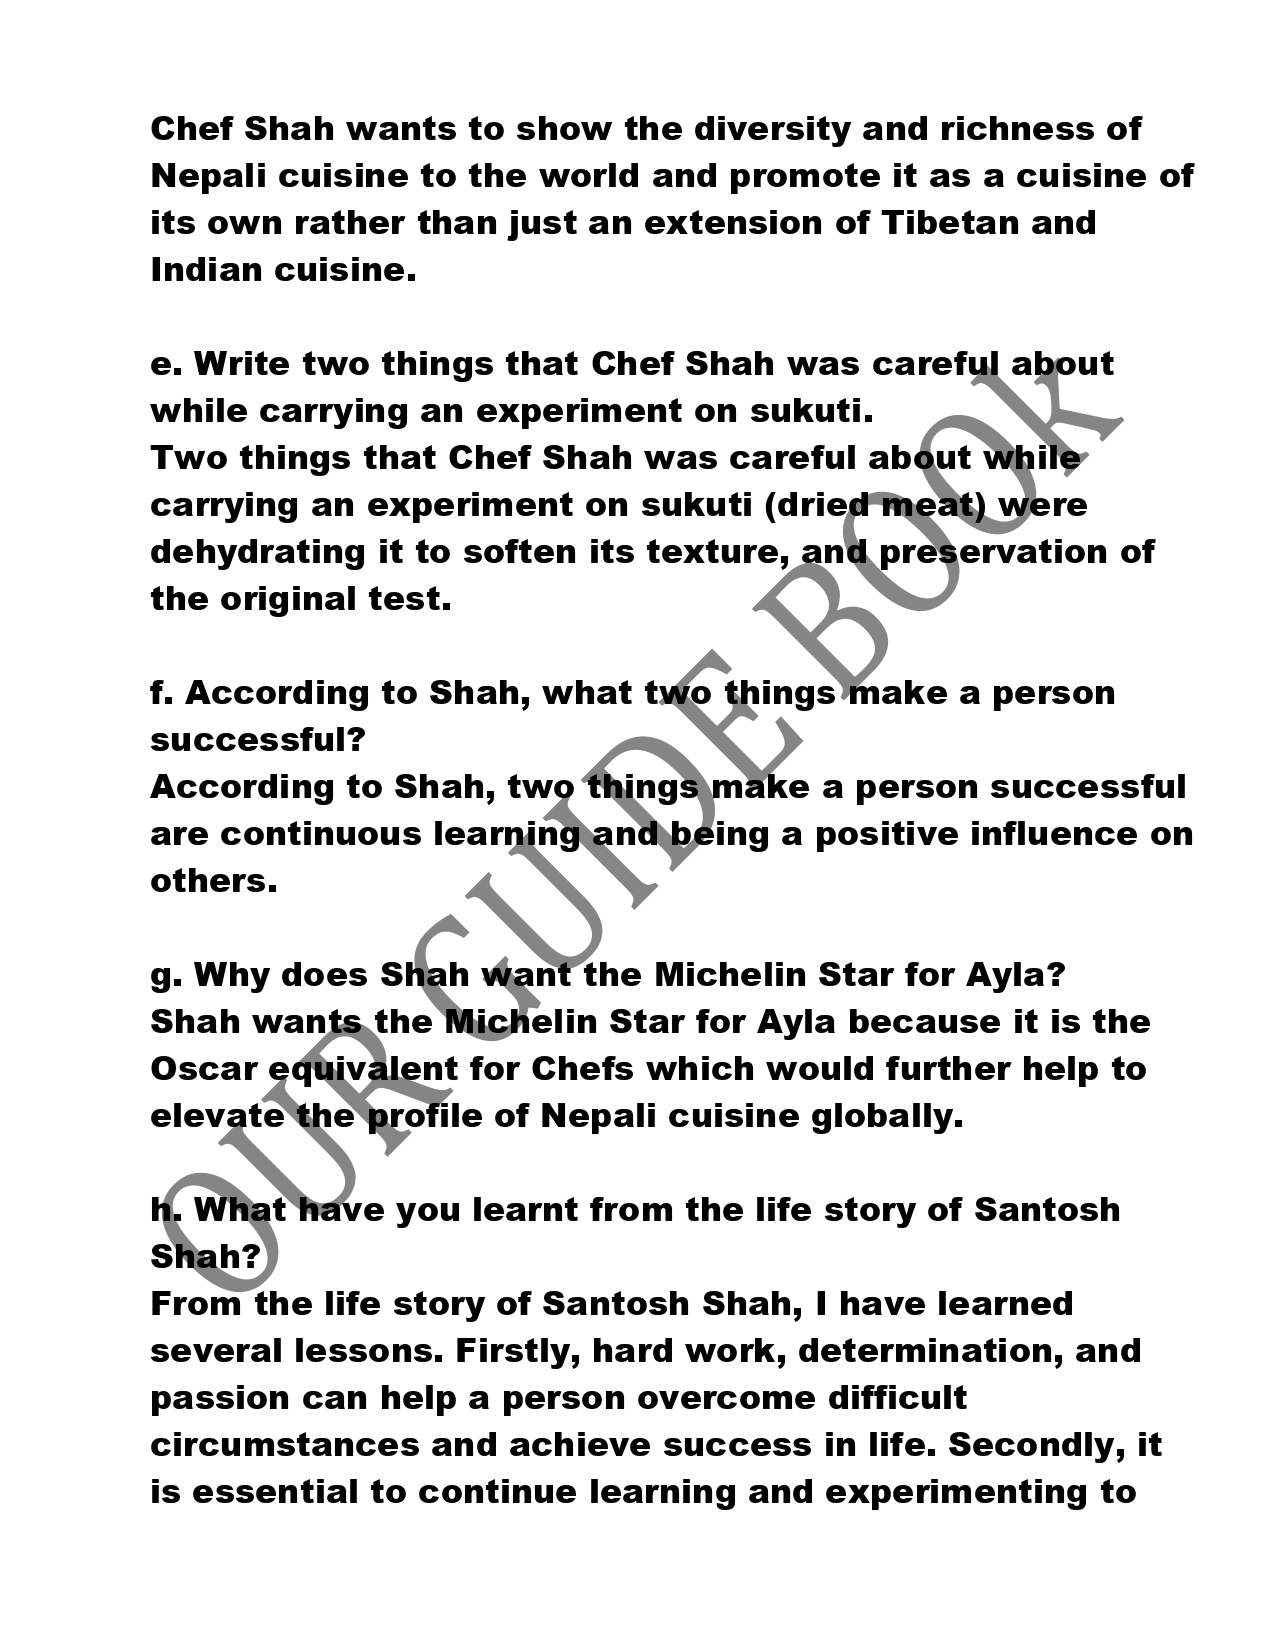 Chef Shah wants to show the diversity and richness of
Nepali cuisine to the world and promote it as a cuisine of
its own rather than just an extension of Tibetan and
Indian cuisine.
e. Write two things that Chef Shah was careful about
while carrying an experiment on sukuti.
Two things that Chef Shah was careful about while
carrying an experiment on sukuti (dried meat) were
dehydrating it to soften its texture, and preservation of
the original test.
f. According to Shah, what two things make a person
successful?
According to Shah, two things make a person successful
are continuous learning and being a positive influence on
others.
g. Why does Shah want the Michelin Star for Ayla?
Shah wants the Michelin Star for Ayla because it is the
Oscar equivalent for Chefs which would further help to
elevate the profile of Nepali cuisine globally.
h. What have you learnt from the life story of Santosh
Shah?
From the life story of Santosh Shah, I have learned
several lessons. Firstly, hard work, determination, and
passion can help a person overcome difficult
circumstances and achieve success in life. Secondly, it
is essential to continue learning and experimenting to
OUR GUIDE BOOk